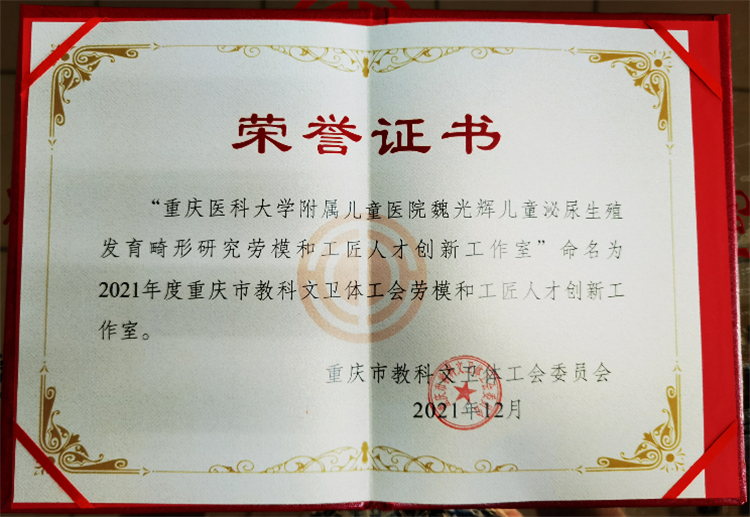 荣誉证书
“重庆医科大学附属儿童医院魏光辉儿童泌尿生殖
发育畸形研究劳模和工匠人才创新工作室”命名为
2021年度重庆市教科文卫体工会劳模和工匠人才创新工
作室。
重庆市教科文卫体工会委员会
2021年12月